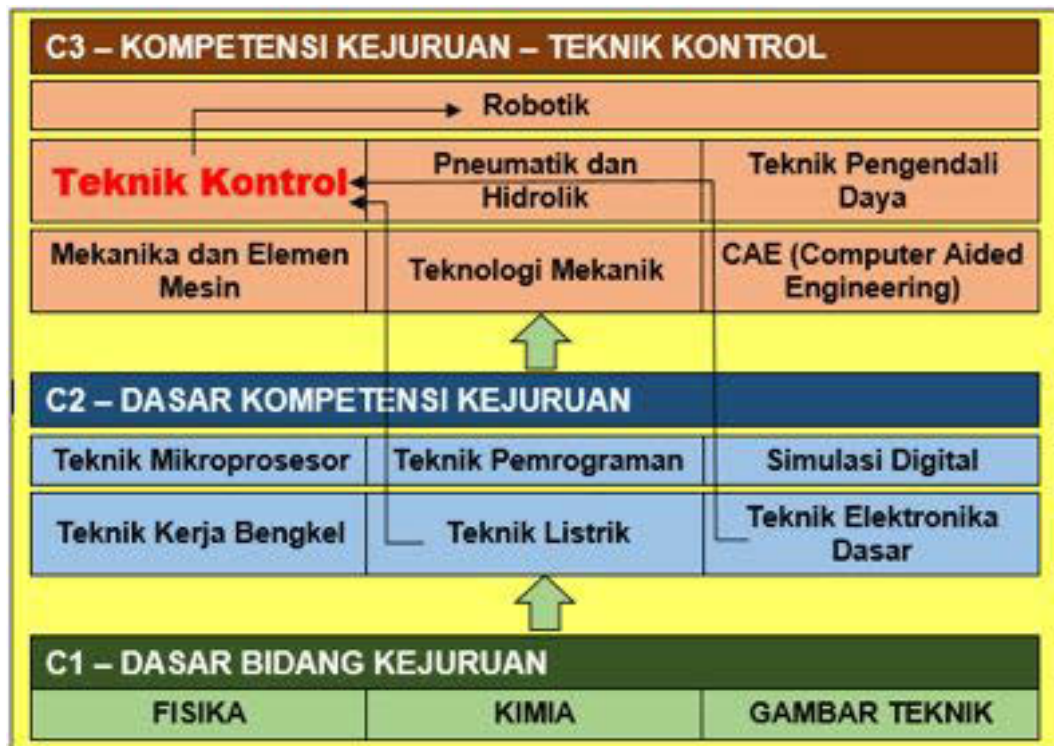 C3 – KOMPETENSI KEJURUAN – TEKNIK KONTROL
Robotik
Teknik Kontrol
Pneumatik dan
Hidrolik
Teknik Pengendali
Daya
Mekanika dan Elemen
Mesin
Teknologi Mekanik
CAE (Computer Aided
Engineering)
C2 – DASAR KOMPETENSI KEJURUAN
Teknik Mikroprosesor
Teknik Pemrograman
Simulasi Digital
Teknik Kerja Bengkel
Teknik Listrik
Teknik Elektronika
Dasar
C1 – DASAR BIDANG KEJURUAN
FISIKA
KIMIA
GAMBAR TEKNIK